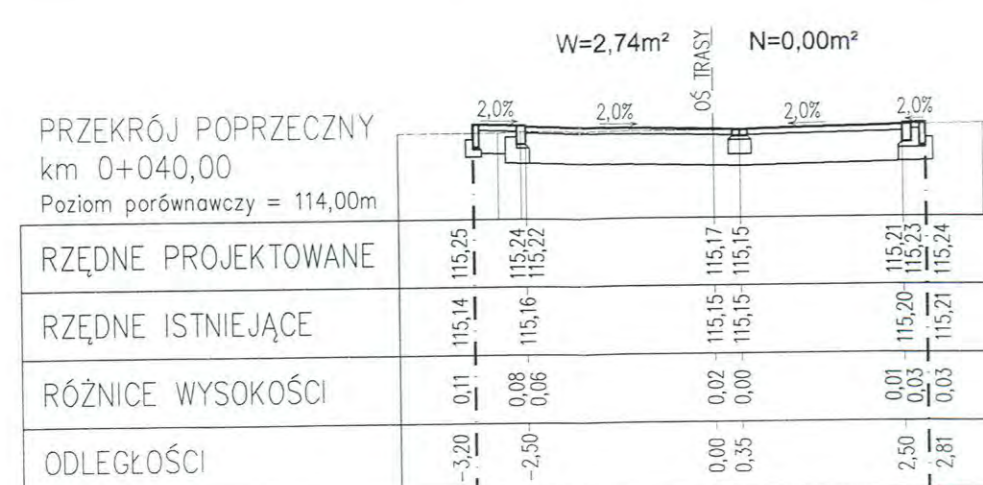 W=2,74m² OŚ TRASY N=0,00m²
2,0% 2,0% 2,0% 2,0%
PRZEKRÓJ POPRZECZNY
km 0+040,00
Poziom porównawczy = 114,00m
RZĘDNE PROJEKTOWANE 115,25 115,24 115,22 115,17 115,15 115,21 115,23 115,24
RZĘDNE ISTNIEJĄCE 115,14 115,16 115,15 115,15 115,20 115,21
RÓŻNICE WYSOKOŚCI 0,11 0,08 0,06 0,02 0,00 0,01 0,03 0,03
ODLEGŁOŚCI -3,20 -2,50 0,00 0,35 2,50 2,81